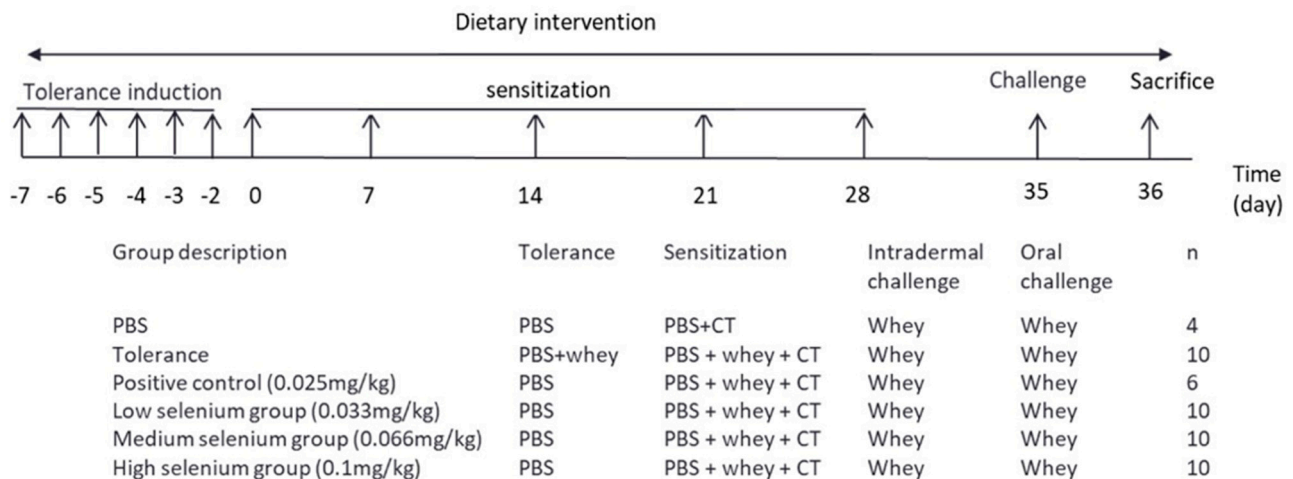 Dietary intervention
Tolerance induction
sensitization
Challenge
Sacrifice
-7 -6 -5 -4 -3 -2 0 7 14 21 28 35 36
Time
(day)
Group description Tolerance Sensitization Intradermal challenge Oral challenge n
PBS PBS PBS+CT Whey Whey 4
Tolerance PBS+whey PBS + whey + CT Whey Whey 10
Positive control (0.025mg/kg) PBS PBS + whey + CT Whey Whey 6
Low selenium group (0.033mg/kg) PBS PBS + whey + CT Whey Whey 10
Medium selenium group (0.066mg/kg) PBS PBS + whey + CT Whey Whey 10
High selenium group (0.1mg/kg) PBS PBS + whey + CT Whey Whey 10